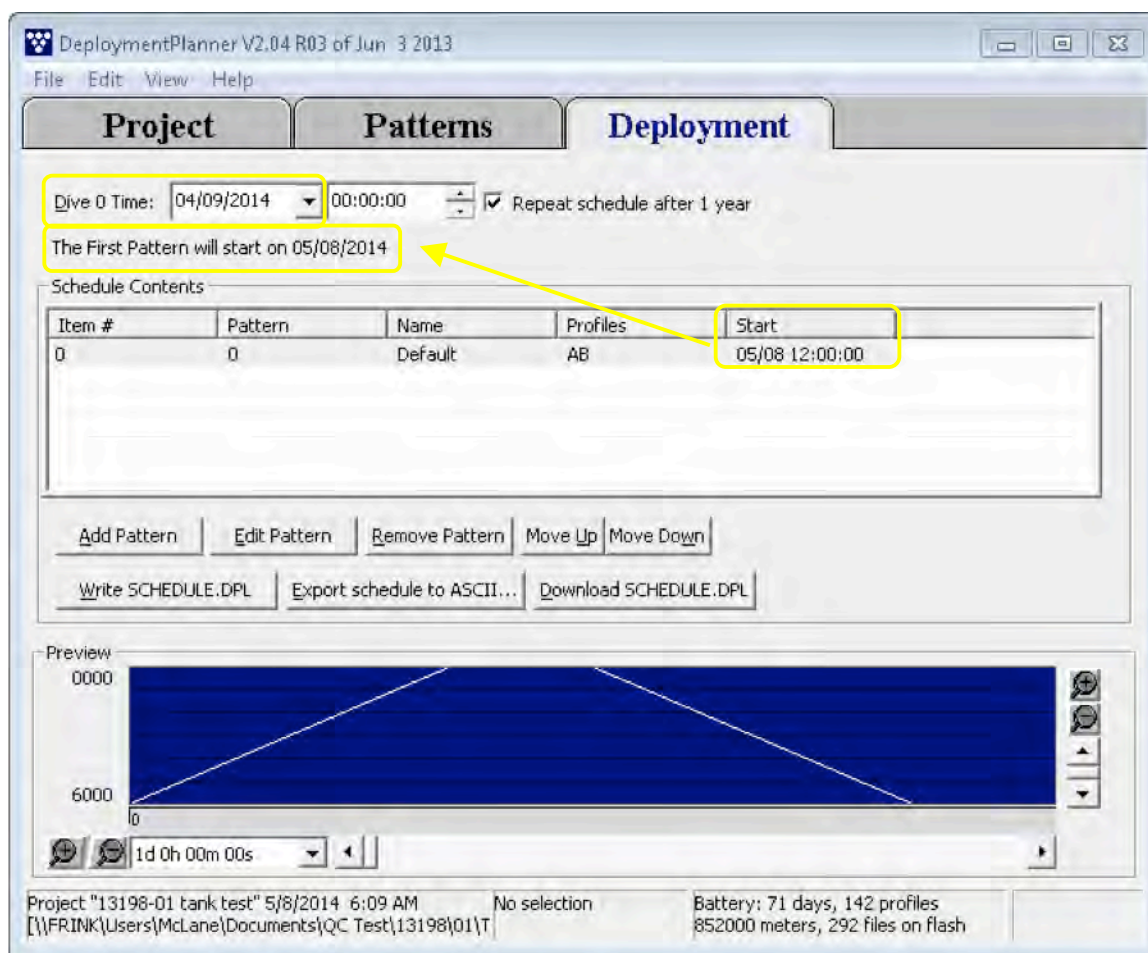 DeploymentPlanner V2.04 R03 of Jun 3 2013
File Edit View Help
Project Patterns Deployment
Dive 0 Time: 04/09/2014 00:00:00 Repeat schedule after 1 year
The First Pattern will start on 05/08/2014
Schedule Contents
Item # Pattern Name Profiles Start
0 0 Default AB 05/08 12:00:00
Add Pattern Edit Pattern Remove Pattern Move Up Move Down
Write SCHEDULE.DPL Export schedule to ASCII... Download SCHEDULE.DPL
Preview
0000
6000
0
1d 0h 00m 00s
Project "13198-01 tank test" 5/8/2014 6:09 AM No selection Battery: 71 days, 142 profiles
[\\FRINK\Users\McLane\Documents\QC Test\13198\01\T 852000 meters, 292 files on flash